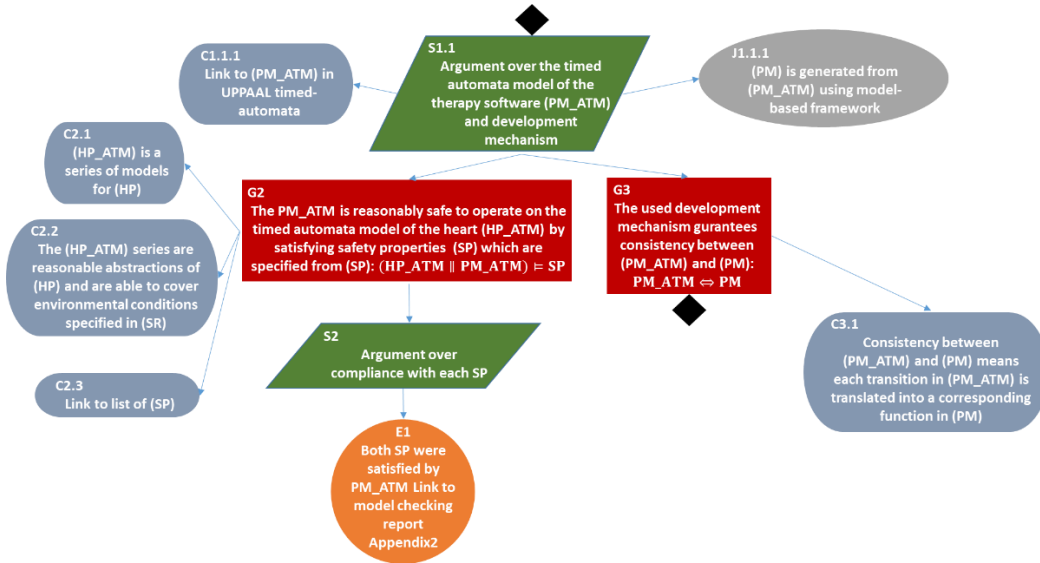 S1.1
Argument over the timed
automata model of the
therapy software (PM_ATM)
and development
mechanism
C1.1.1
Link to (PM_ATM) in
UPPAAL timed-
automata
J1.1.1
(PM) is generated from
(PM_ATM) using model-
based framework
C2.1
(HP_ATM) is a
series of models
for (HP)
G2
The PM_ATM is reasonably safe to operate on the
timed automata model of the heart (HP_ATM) by
satisfying safety properties (SP) which are
specified from (SP): (HP_ATM ∥ PM_ATM) ⊨ SP
G3
The used development
mechanism gurantees
consistency between
(PM_ATM) and (PM):
PM_ATM ⇔ PM
C2.2
The (HP_ATM) series are
reasonable abstractions of
(HP) and are able to cover
environmental conditions
specified in (SR)
C2.3
Link to list of (SP)
S2
Argument over
compliance with each SP
C3.1
Consistency between
(PM_ATM) and (PM) means
each transition in (PM_ATM) is
translated into a corresponding
function in (PM)
E1
Both SP were
satisfied by
PM_ATM Link to
model checking
report
Appendix2